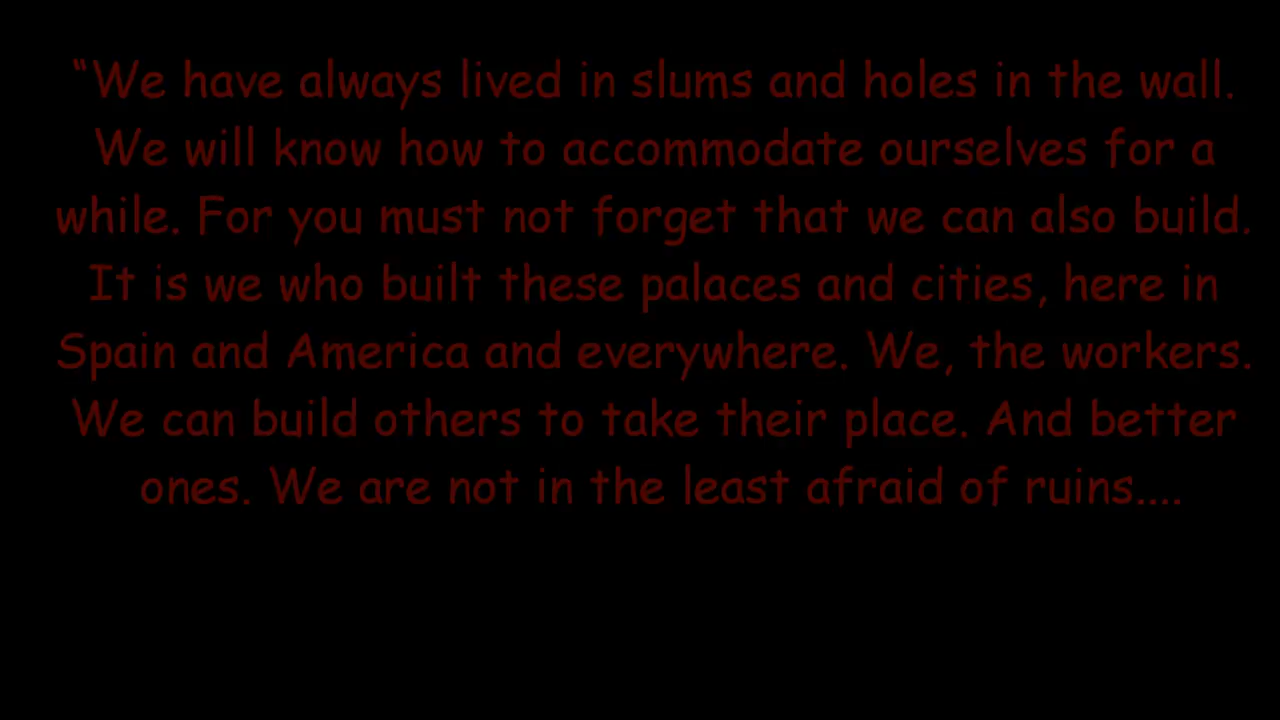 “We have always lived in slums and holes in the wall.
We will know how to accommodate ourselves for a
while. For you must not forget that we can also build.
It is we who built these palaces and cities, here in
Spain and America and everywhere. We, the workers.
We can build others to take their place. And better
ones. We are not in the least afraid of ruins....